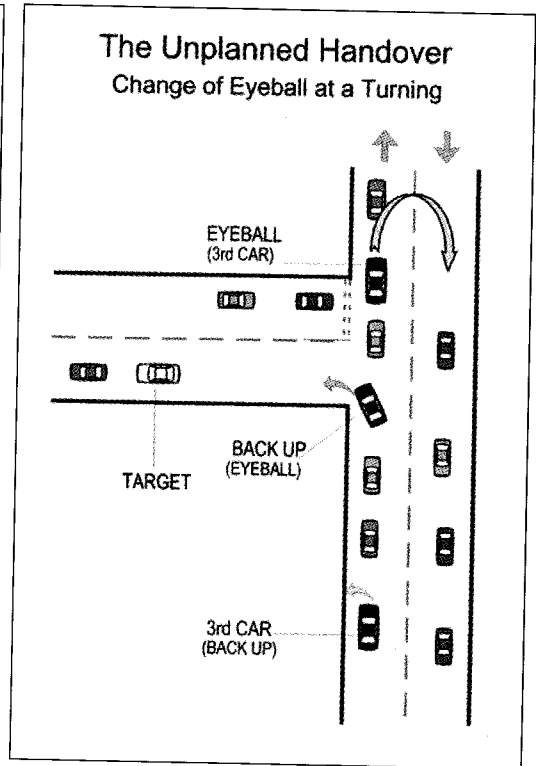 The Unplanned Handover
Change of Eyeball at a Turning
EYEBALL
(3rd CAR)
BACK UP
(EYEBALL)
TARGET
3rd CAR
(BACK UP)